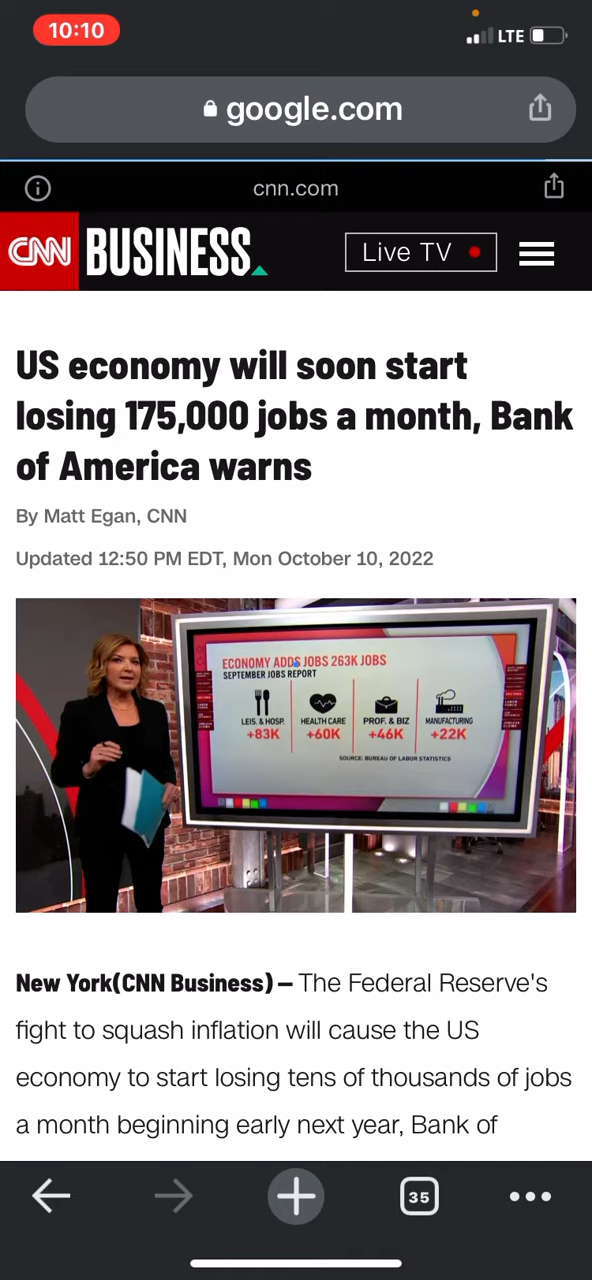 10:10
LTE
google.com
cnn.com
CNN BUSINESS
Live TV
US economy will soon start
losing 175,000 jobs a month, Bank
of America warns
By Matt Egan, CNN
Updated 12:50 PM EDT, Mon October 10, 2022
ECONOMY ADDS JOBS 263K JOBS
SEPTEMBER JOBS REPORT
LEIS. & HOSP. HEALTH CARE PROF. & BIZ MANUFACTURING
+83K +60K +46K +22K
SOURCE: BUREAU OF LABOR STATISTICS
New York(CNN Business) — The Federal Reserve's
fight to squash inflation will cause the US
economy to start losing tens of thousands of jobs
a month beginning early next year, Bank of
35